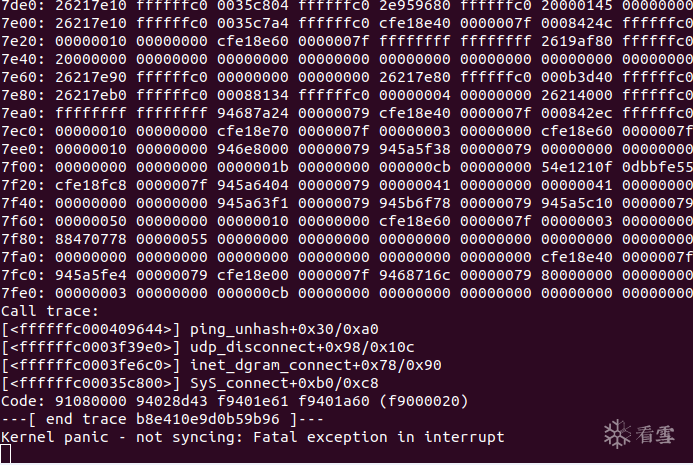 7de0: 26217e10 ffffffc0 0035c804 ffffffc0 2e959680 ffffffc0 20000145 00000000
7e00: 26217e30 ffffffc0 0035c7a4 ffffffc0 cfe18e40 0000007f 0008424c ffffffc0
7e20: 00000010 00000000 cfe18e60 0000007f ffffffff ffffffff 2619af80 ffffffc0
7e40: 20000000 00000000 00000000 00000000 00000000 00000000 00000000 00000000
7e60: 26217e90 ffffffc0 00000000 00000000 26217e80 ffffffc0 000b3d40 ffffffc0
7e80: 26217eb0 ffffffc0 00088134 ffffffc0 00000004 00000000 26214000 ffffffc0
7ea0: ffffffff ffffffff 94687a24 00000079 cfe18e40 0000007f 000842ec ffffffc0
7ec0: 00000010 00000000 cfe18e70 0000007f 00000003 00000000 cfe18e60 0000007f
7ee0: 00000010 00000000 946e8000 00000079 945a5f38 00000079 00000000 00000000
7f00: 00000000 00000000 0000001b 00000000 000000cb 00000000 54e1210f 0dbbfe55
7f20: cfe18fc8 0000007f 945a6404 00000079 00000041 00000000 00000041 00000000
7f40: 00000000 00000000 945a63f1 00000079 945b6f78 00000079 945a5c10 00000079
7f60: 00000050 00000000 00000010 00000000 cfe18e60 0000007f 00000003 00000000
7f80: 88470778 00000055 00000000 00000000 00000000 00000000 00000000 00000000
7fa0: 00000000 00000000 00000000 00000000 00000000 00000000 cfe18e40 0000007f
7fc0: 945a5fe4 00000079 cfe18e00 0000007f 9468716c 00000079 80000000 00000000
7fe0: 00000003 00000000 000000cb 00000000 00000000 00000000 00000000 00000000
Call trace:
[<ffffffc000409644>] ping_unhash+0x30/0xa0
[<ffffffc0003f39e0>] udp_disconnect+0x98/0x10c
[<ffffffc0003fe6c0>] inet_dgram_connect+0x78/0x90
[<ffffffc00035c800>] SyS_connect+0xb0/0xc8
Code: 91080000 94028d43 f9401e61 f9401a60 (f9000020)
---[ end trace b8e410e9d0b59b96 ]---
Kernel panic - not syncing: Fatal exception in interrupt
看雪